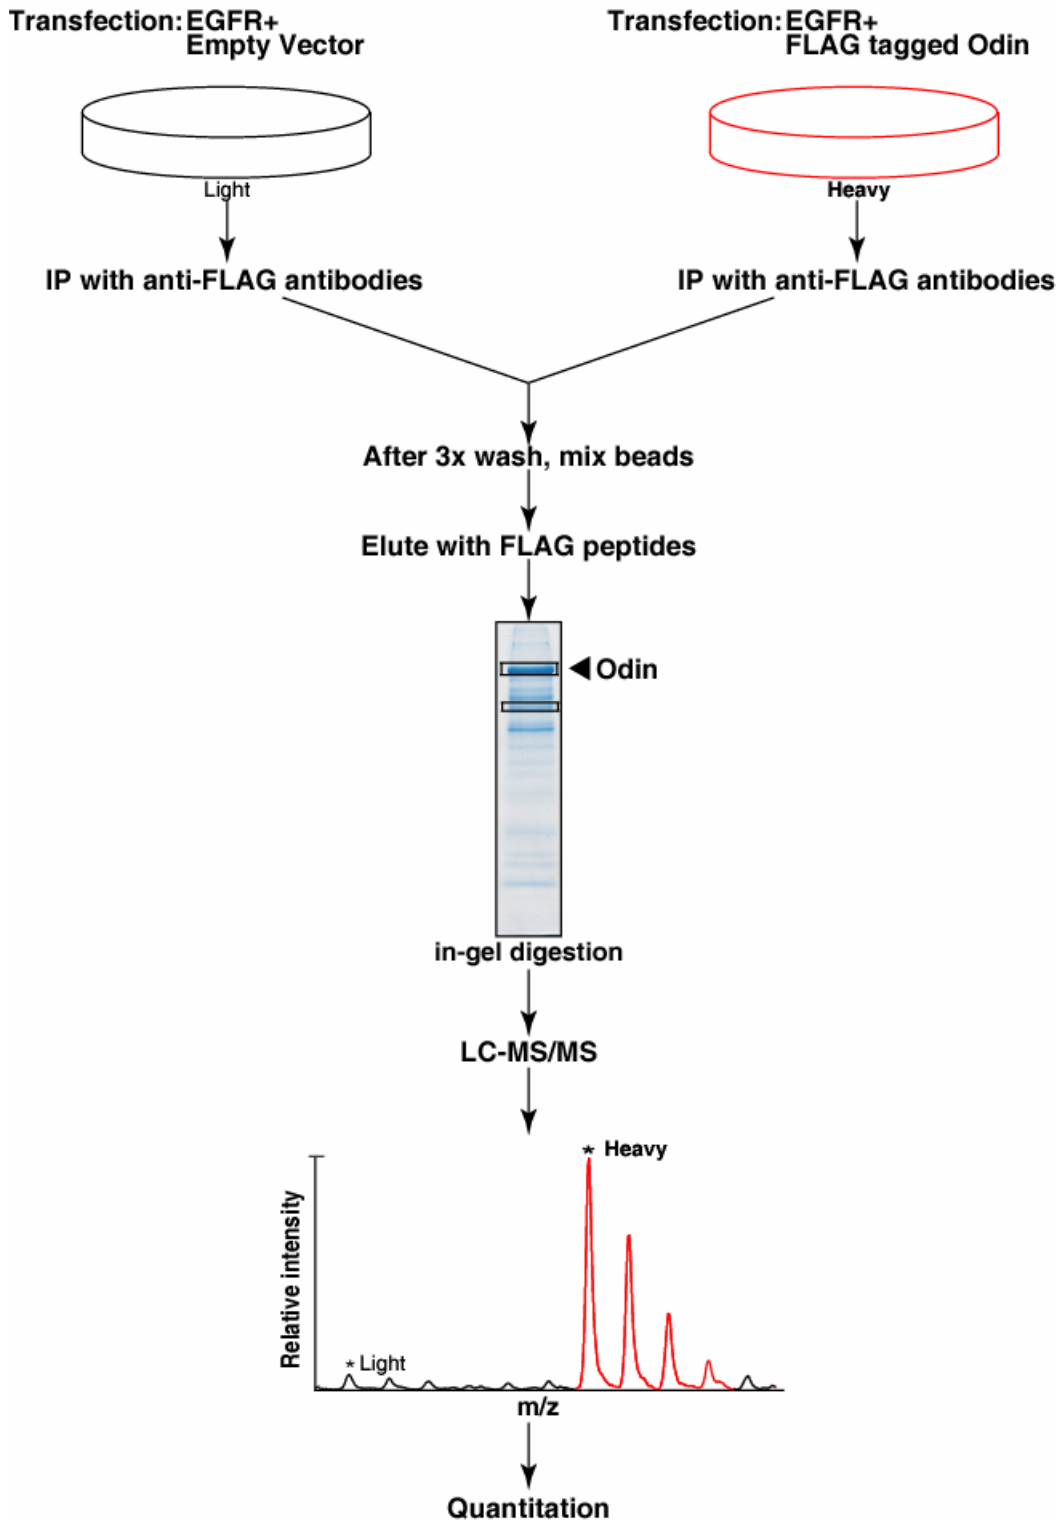 Transfection: EGFR+
Empty Vector
Transfection: EGFR+
FLAG tagged Odin
Light
Heavy
IP with anti-FLAG antibodies
IP with anti-FLAG antibodies
After 3x wash, mix beads
Elute with FLAG peptides
Odin
in-gel digestion
LC-MS/MS
* Heavy
Relative intensity
* Light
m/z
Quantitation